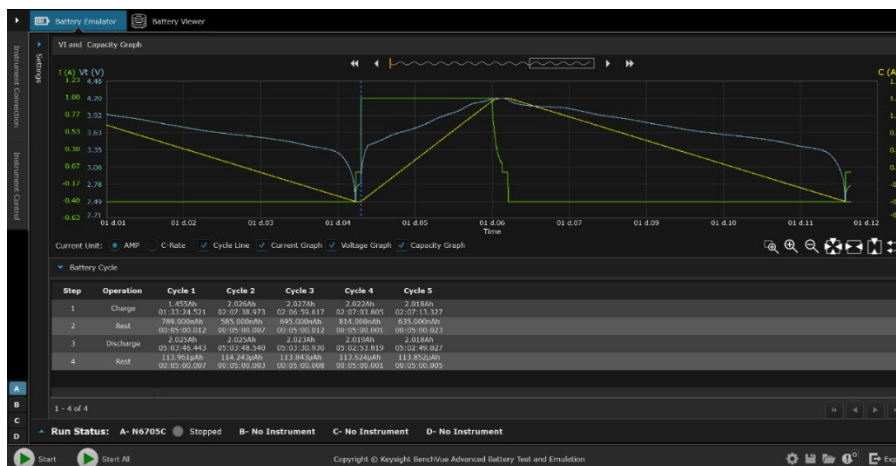 Battery Emulator
Battery Viewer
Instrument Connection
Instrument Control
Settings
VI and Capacity Graph
I (A) Vt (V)
C (A
1.23 4.48
1.00 4.20
0.77 3.92
0.53 3.63
0.30 3.35
0.07 3.06
-0.17 2.78
-0.40 2.49
-0.63 2.21
01 d.01 01 d.02 01 d.03 01 d.04 01 d.05 01 d.06 01 d.07 01 d.08 01 d.09 01 d.10 01 d.11 01 d.12
Time
Current Unit: AMP C-Rate Cycle Line Current Graph Voltage Graph Capacity Graph
Battery Cycle
Step Operation Cycle 1 Cycle 2 Cycle 3 Cycle 4 Cycle 5
1 Charge 1.455Ah 2.026Ah 2.027Ah 2.022Ah 2.018Ah
01:33:24.521 02:07:38.973 02:06:59.617 02:07:03.805 02:07:13.327
2 Rest 789.000nAh 585.000nAh 695.000nAh 814.000nAh 635.000nAh
00:05:00.012 00:05:00.007 00:05:00.012 00:05:00.001 00:05:00.023
3 Discharge 2.025Ah 2.025Ah 2.023Ah 2.019Ah 2.018Ah
05:03:46.443 05:03:48.540 05:03:30.930 05:02:53.819 05:02:49.027
4 Rest 113.961µAh 114.243µAh 113.843µAh 113.624µAh 113.852µAh
00:05:00.007 00:05:00.003 00:05:00.008 00:05:00.001 00:05:00.005
1 - 4 of 4
A
B
C
D
Run Status: A- N6705C Stopped B- No Instrument C- No Instrument D- No Instrument
Start Start All Copyright © Keysight BenchVue Advanced Battery Test and Emulation Exp